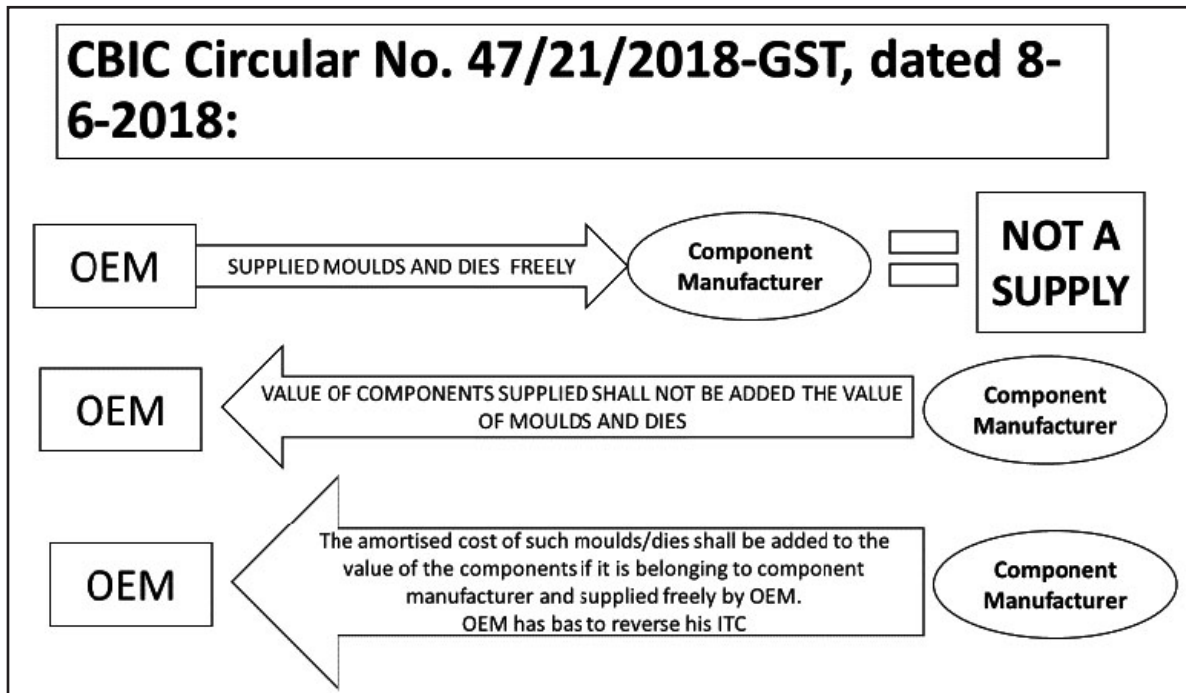 CBIC Circular No. 47/21/2018-GST, dated 8-
6-2018:
OEM
SUPPLIED MOULDS AND DIES FREELY
Component
Manufacturer
NOT A
SUPPLY
OEM
VALUE OF COMPONENTS SUPPLIED SHALL NOT BE ADDED THE VALUE
OF MOULDS AND DIES
Component
Manufacturer
OEM
The amortised cost of such moulds/dies shall be added to the
value of the components if it is belonging to component
manufacturer and supplied freely by OEM.
OEM has bas to reverse his ITC
Component
Manufacturer